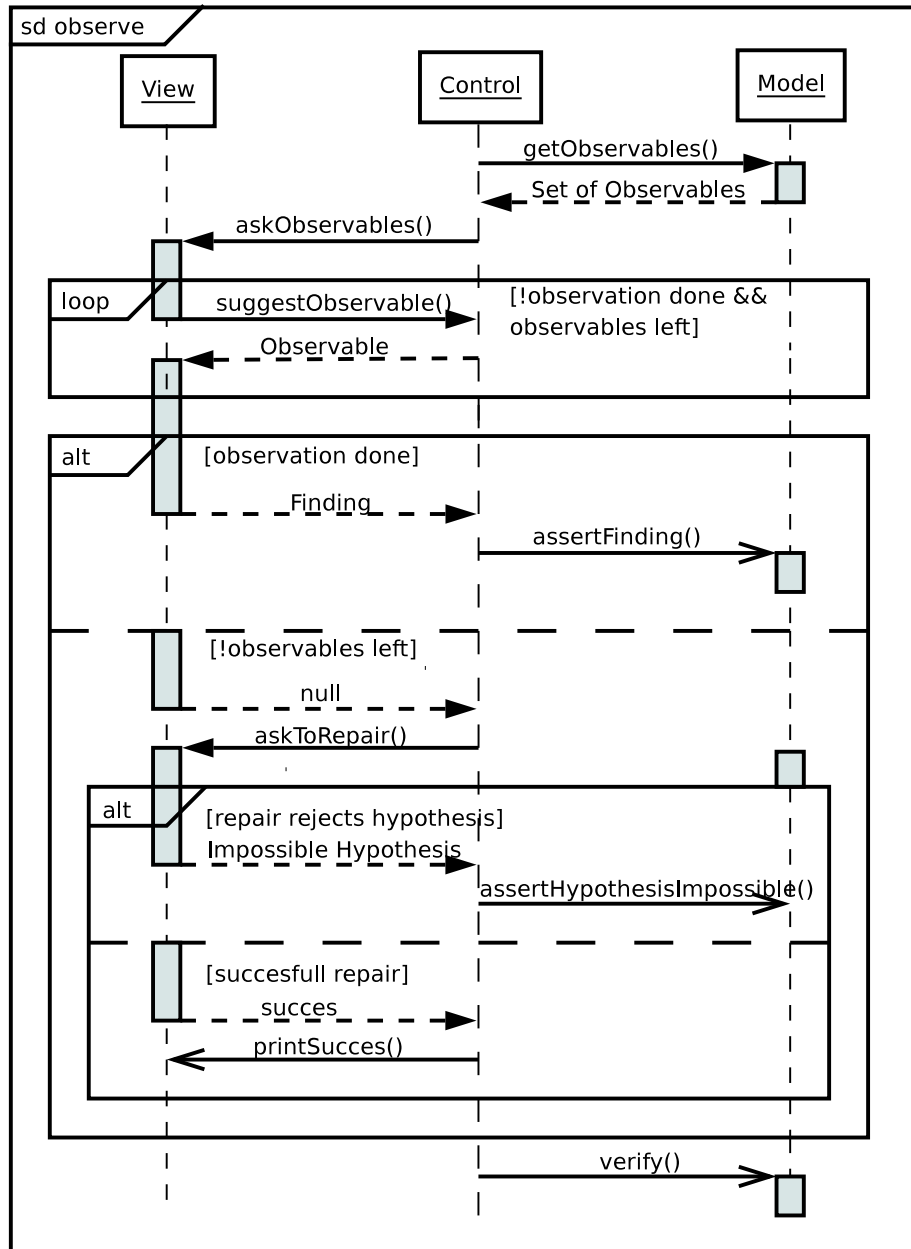 sd observe
View
Control
Model
getObservables()
Set of Observables
askObservables()
loop
suggestObservable()
[!observation done &&
observables left]
Observable
alt
[observation done]
Finding
assertFinding()
[!observables left]
null
askToRepair()
alt
[repair rejects hypothesis]
Impossible Hypothesis
assertHypothesisImpossible()
[succesfull repair]
succes
printSucces()
verify()